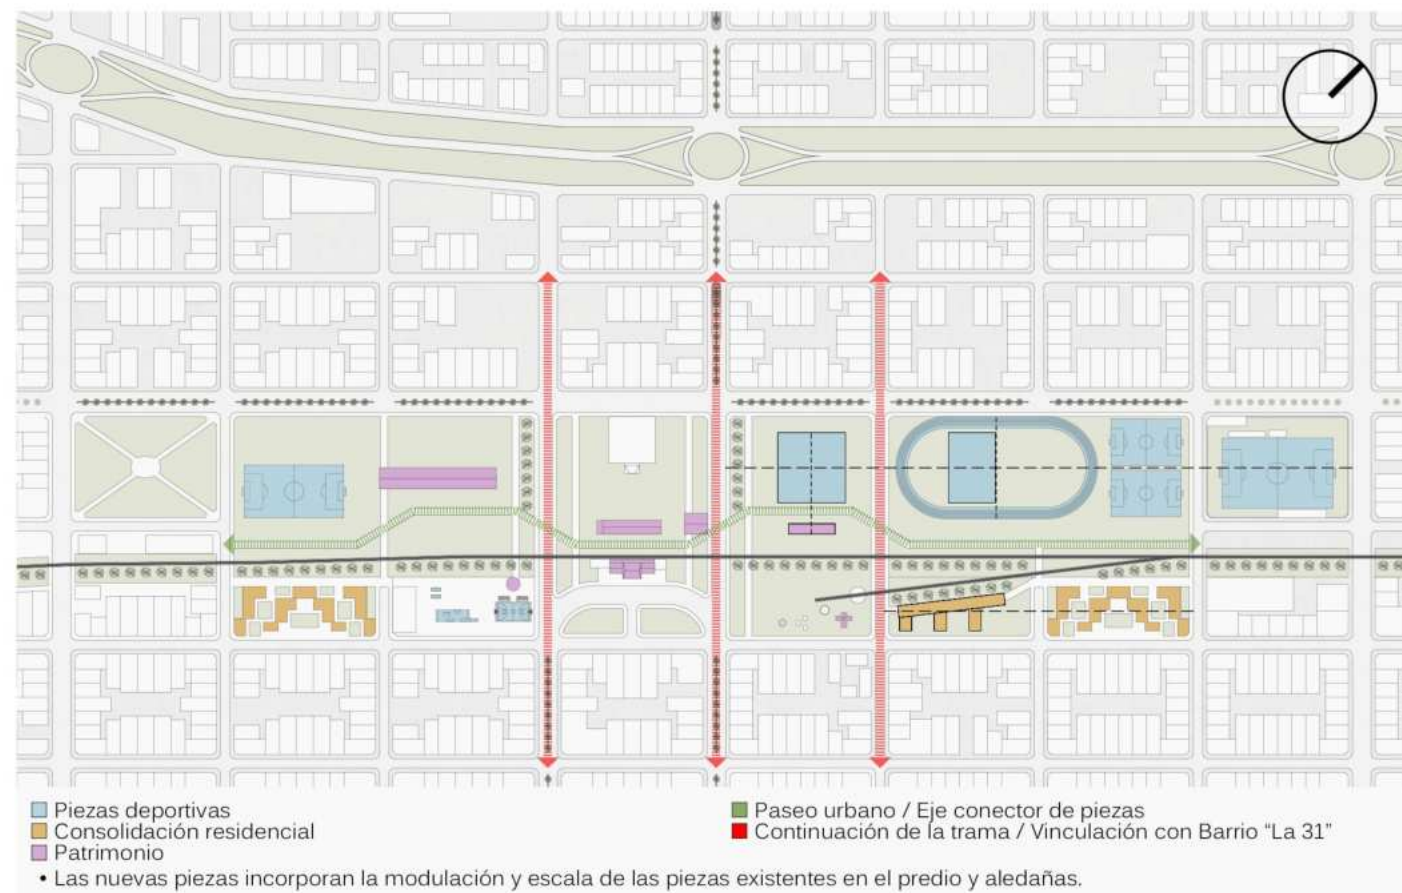 Piezas deportivas
Consolidación residencial
Patrimonio
Paseo urbano / Eje conector de piezas
Continuación de la trama / Vinculación con Barrio “La 31”
• Las nuevas piezas incorporan la modulación y escala de las piezas existentes en el predio y aledañas.